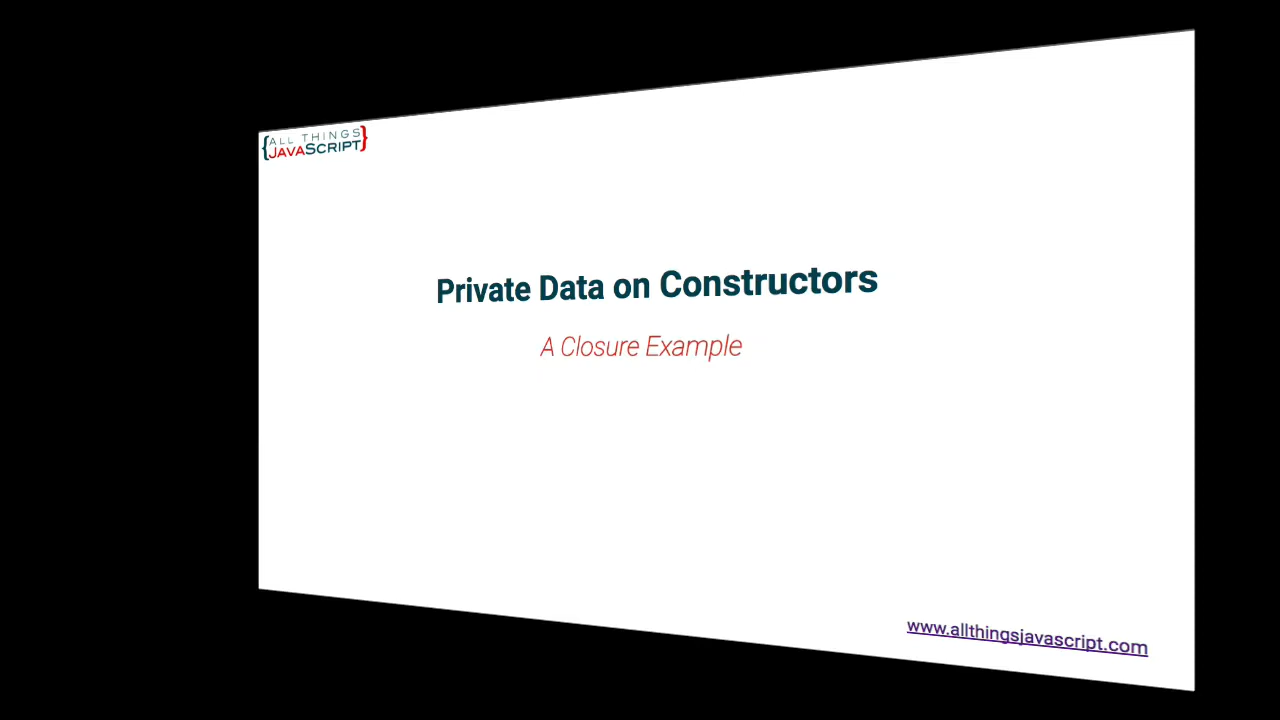 {ALL THINGS
JAVASCRIPT}
Private Data on Constructors
A Closure Example
www.allthingsjavascript.com